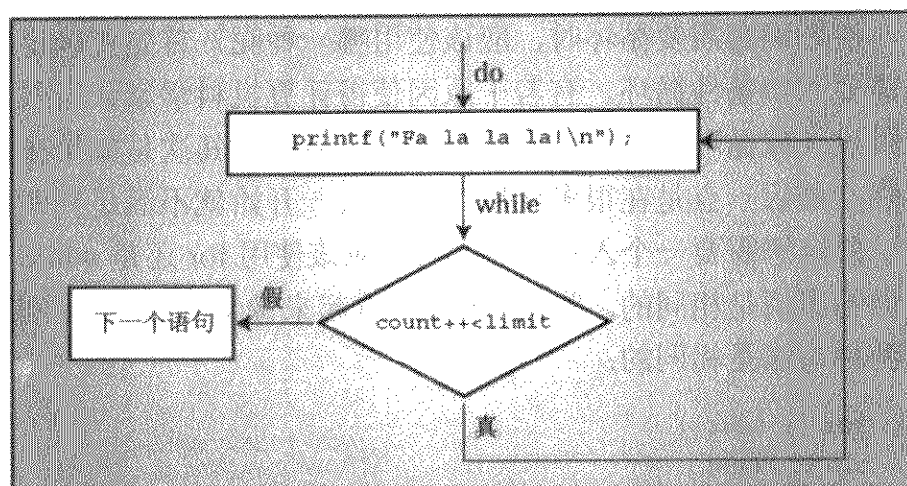 do
printf("Fa la la la!\n");
while
假
下一个语句
count++<limit
真